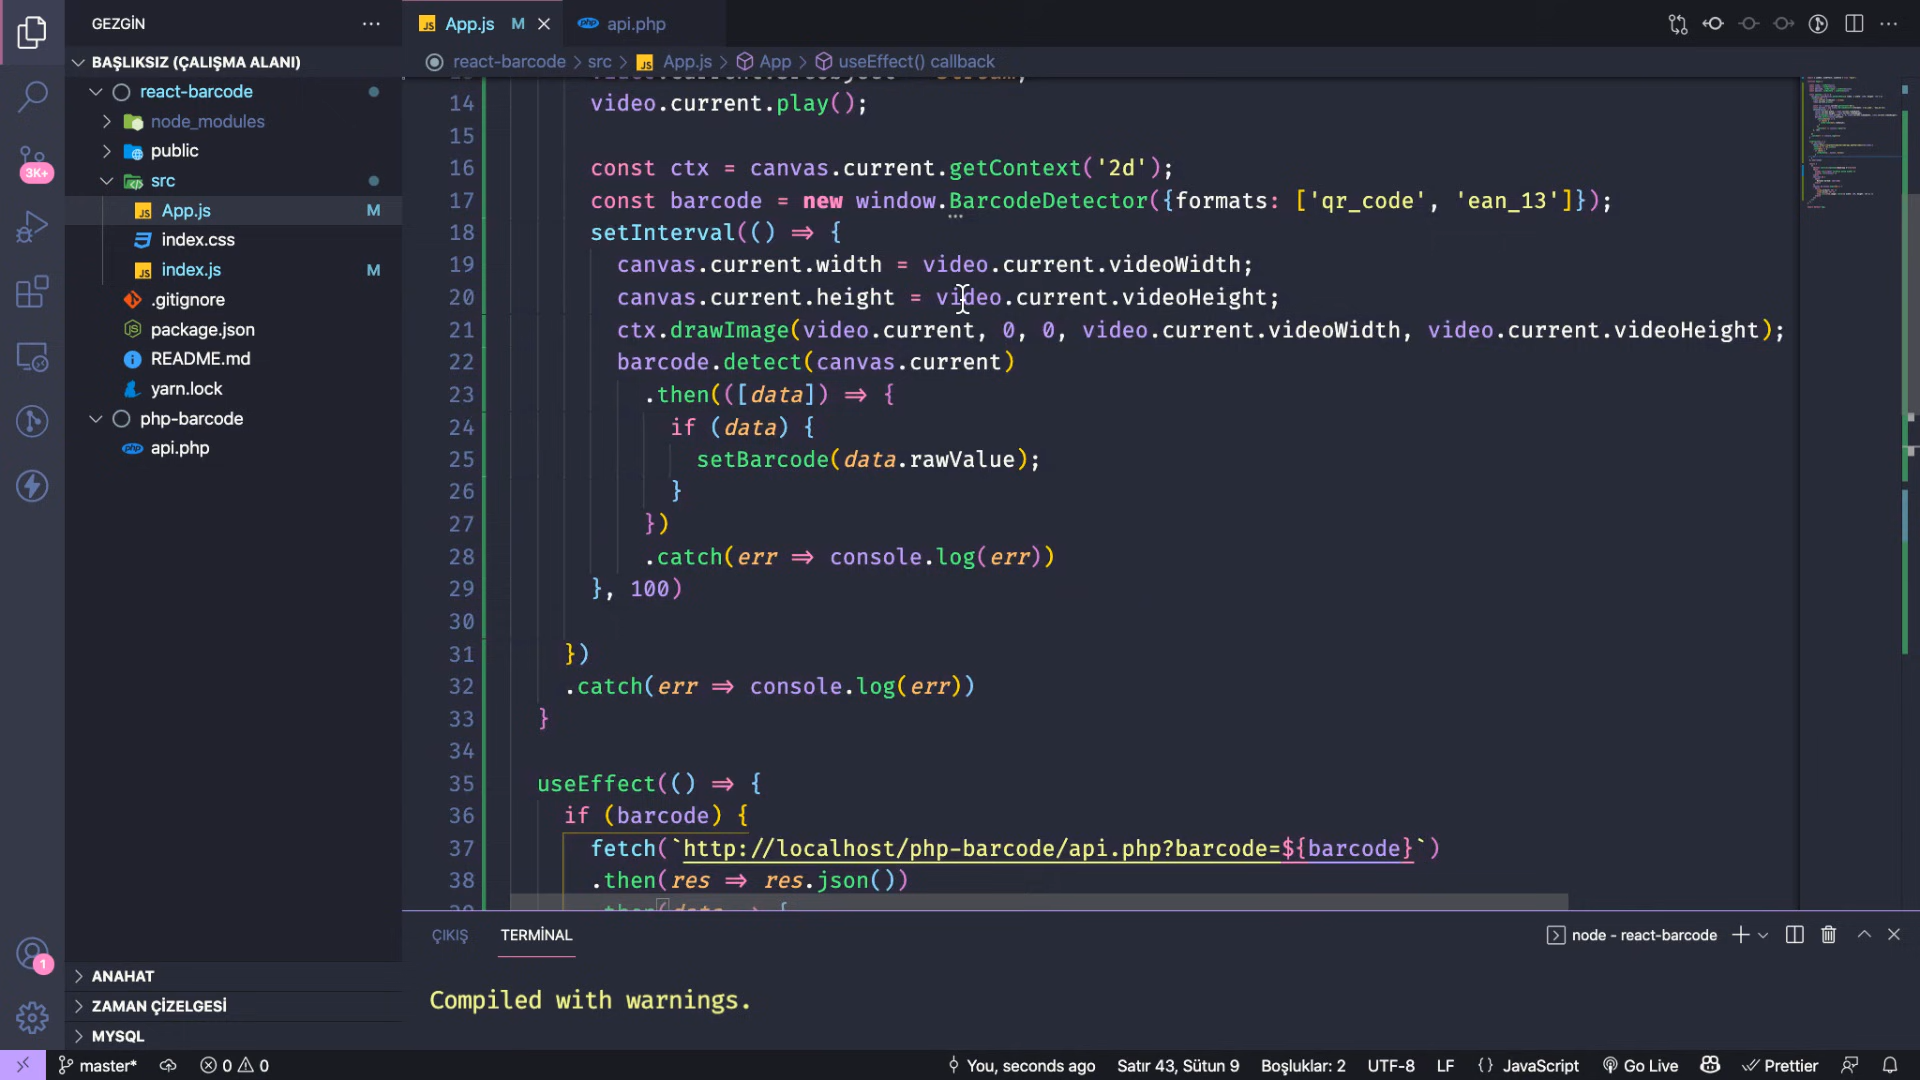 GEZGİN
BAŞLIKSIZ (ÇALIŞMA ALANI)
react-barcode
node_modules
public
src
App.js M
index.css
index.js M
.gitignore
package.json
README.md
yarn.lock
php-barcode
api.php
ANAHAT
ZAMAN ÇİZELGESİ
MYSQL
3K+
1
App.js M
api.php
react-barcode > src > App.js > App > useEffect() callback
14 video.current.play();
15
16 const ctx = canvas.current.getContext('2d');
17 const barcode = new window.BarcodeDetector({formats: ['qr_code', 'ean_13']});
18 setInterval(() => {
19 canvas.current.width = video.current.videoWidth;
20 canvas.current.height = video.current.videoHeight;
21 ctx.drawImage(video.current, 0, 0, video.current.videoWidth, video.current.videoHeight);
22 barcode.detect(canvas.current)
23 .then(([data]) => {
24 if (data) {
25 setBarcode(data.rawValue);
26 }
27 })
28 .catch(err => console.log(err))
29 }, 100)
30
31 })
32 .catch(err => console.log(err))
33 }
34
35 useEffect(() => {
36 if (barcode) {
37 fetch(`http://localhost/php-barcode/api.php?barcode=${barcode}`)
38 .then(res => res.json())
ÇIKIŞ
TERMİNAL
node - react-barcode
Compiled with warnings.
master*
0 0
You, seconds ago
Satır 43, Sütun 9
Boşluklar: 2
UTF-8
LF
{} JavaScript
Go Live
Prettier